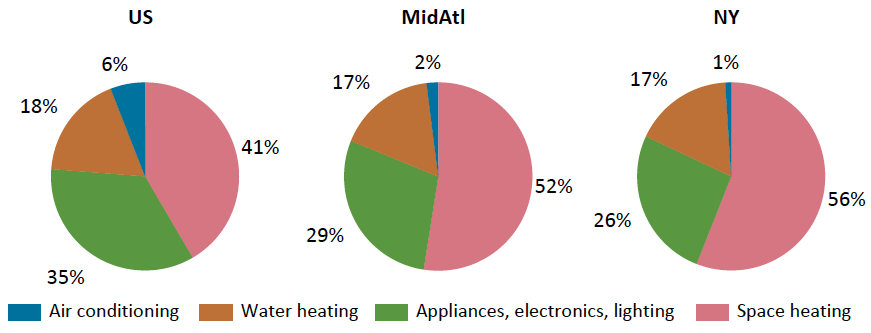 US
MidAtl
NY
6%
18%
41%
35%
2%
17%
52%
29%
1%
17%
56%
26%
Air conditioning
Water heating
Appliances, electronics, lighting
Space heating